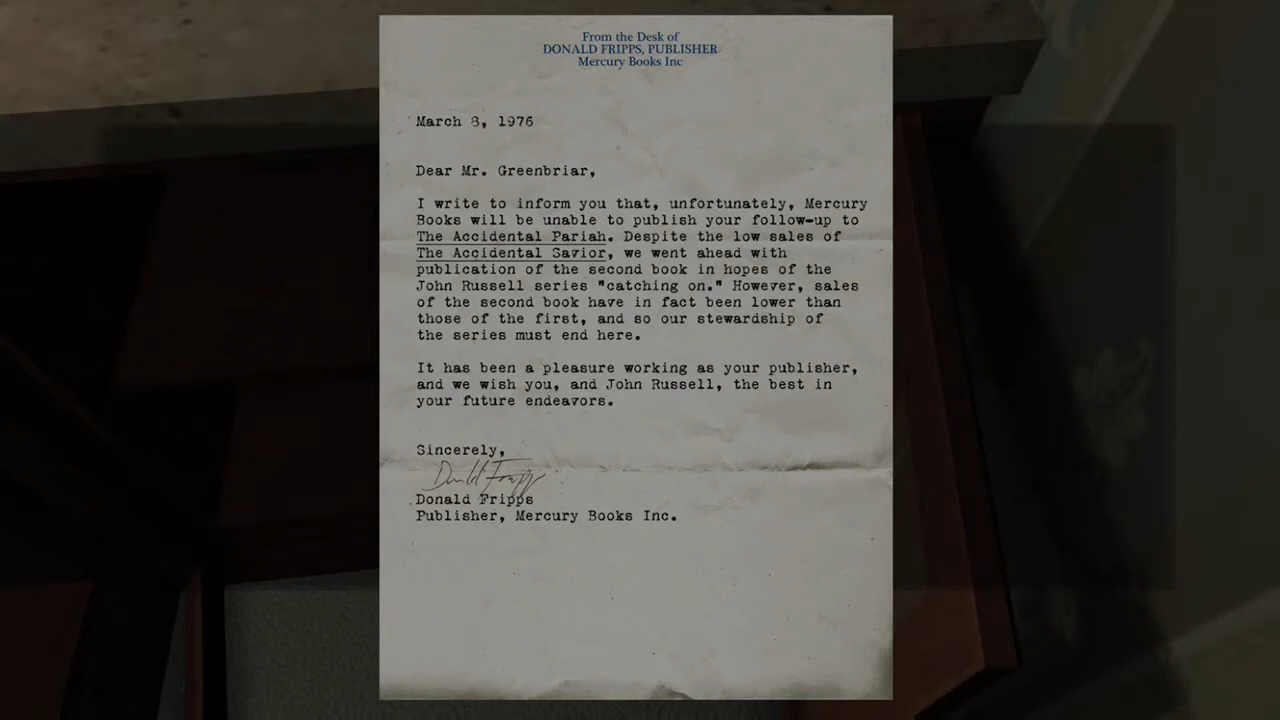 From the Desk of
DONALD FRIPPS, PUBLISHER
Mercury Books Inc
March 8, 1976
Dear Mr. Greenbriar,
I write to inform you that, unfortunately, Mercury
Books will be unable to publish your follow-up to
The Accidental Pariah. Despite the low sales of
The Accidental Savior, we went ahead with
publication of the second book in hopes of the
John Russell series "catching on." However, sales
of the second book have in fact been lower than
those of the first, and so our stewardship of
the series must end here.
It has been a pleasure working as your publisher,
and we wish you, and John Russell, the best in
your future endeavors.
Sincerely,
Donald Fripps
Donald Fripps
Publisher, Mercury Books Inc.